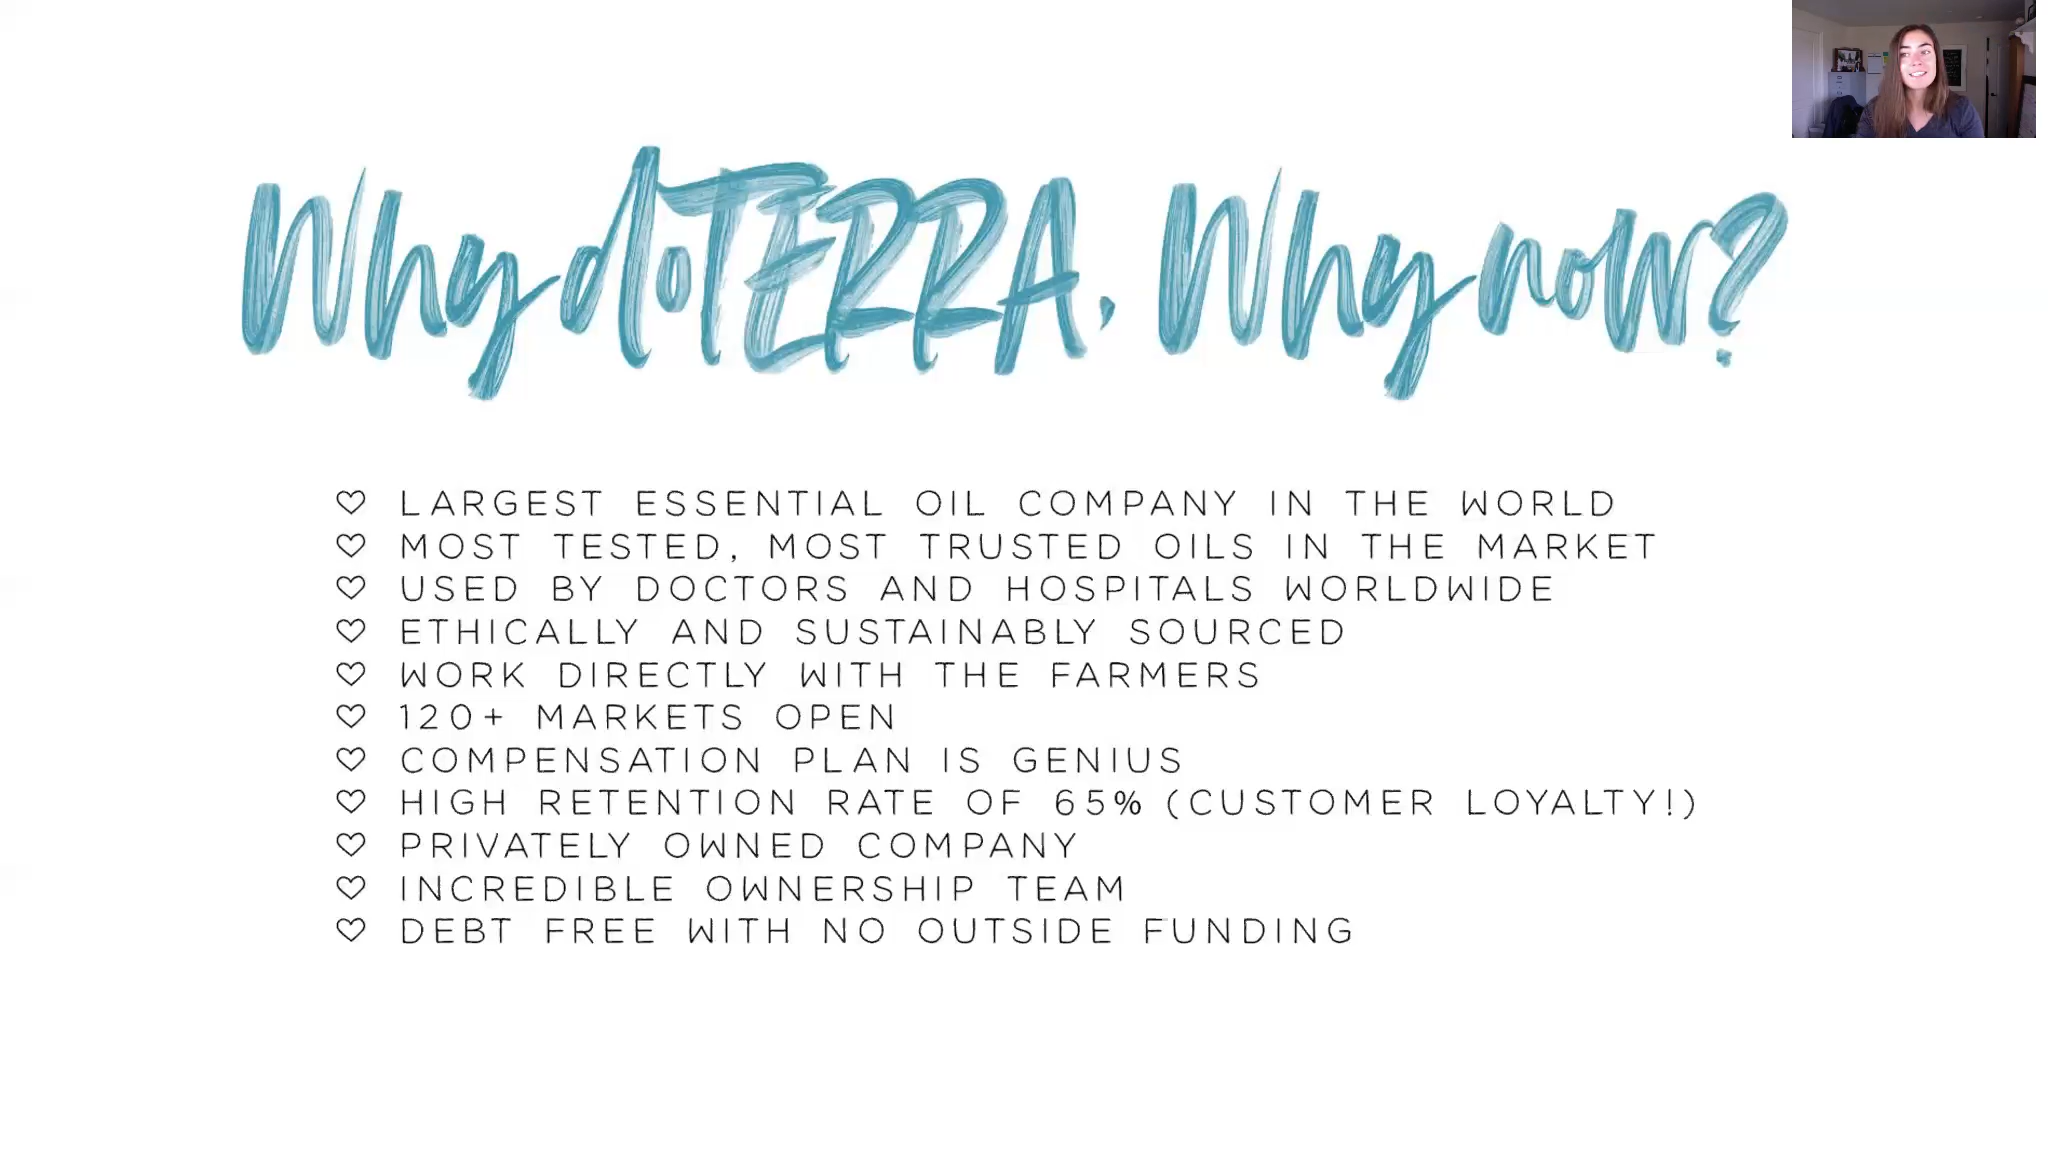 Why doTERRA, Why now?
♡ LARGEST ESSENTIAL OIL COMPANY IN THE WORLD
♡ MOST TESTED, MOST TRUSTED OILS IN THE MARKET
♡ USED BY DOCTORS AND HOSPITALS WORLDWIDE
♡ ETHICALLY AND SUSTAINABLY SOURCED
♡ WORK DIRECTLY WITH THE FARMERS
♡ 120+ MARKETS OPEN
♡ COMPENSATION PLAN IS GENIUS
♡ HIGH RETENTION RATE OF 65% (CUSTOMER LOYALTY!)
♡ PRIVATELY OWNED COMPANY
♡ INCREDIBLE OWNERSHIP TEAM
♡ DEBT FREE WITH NO OUTSIDE FUNDING